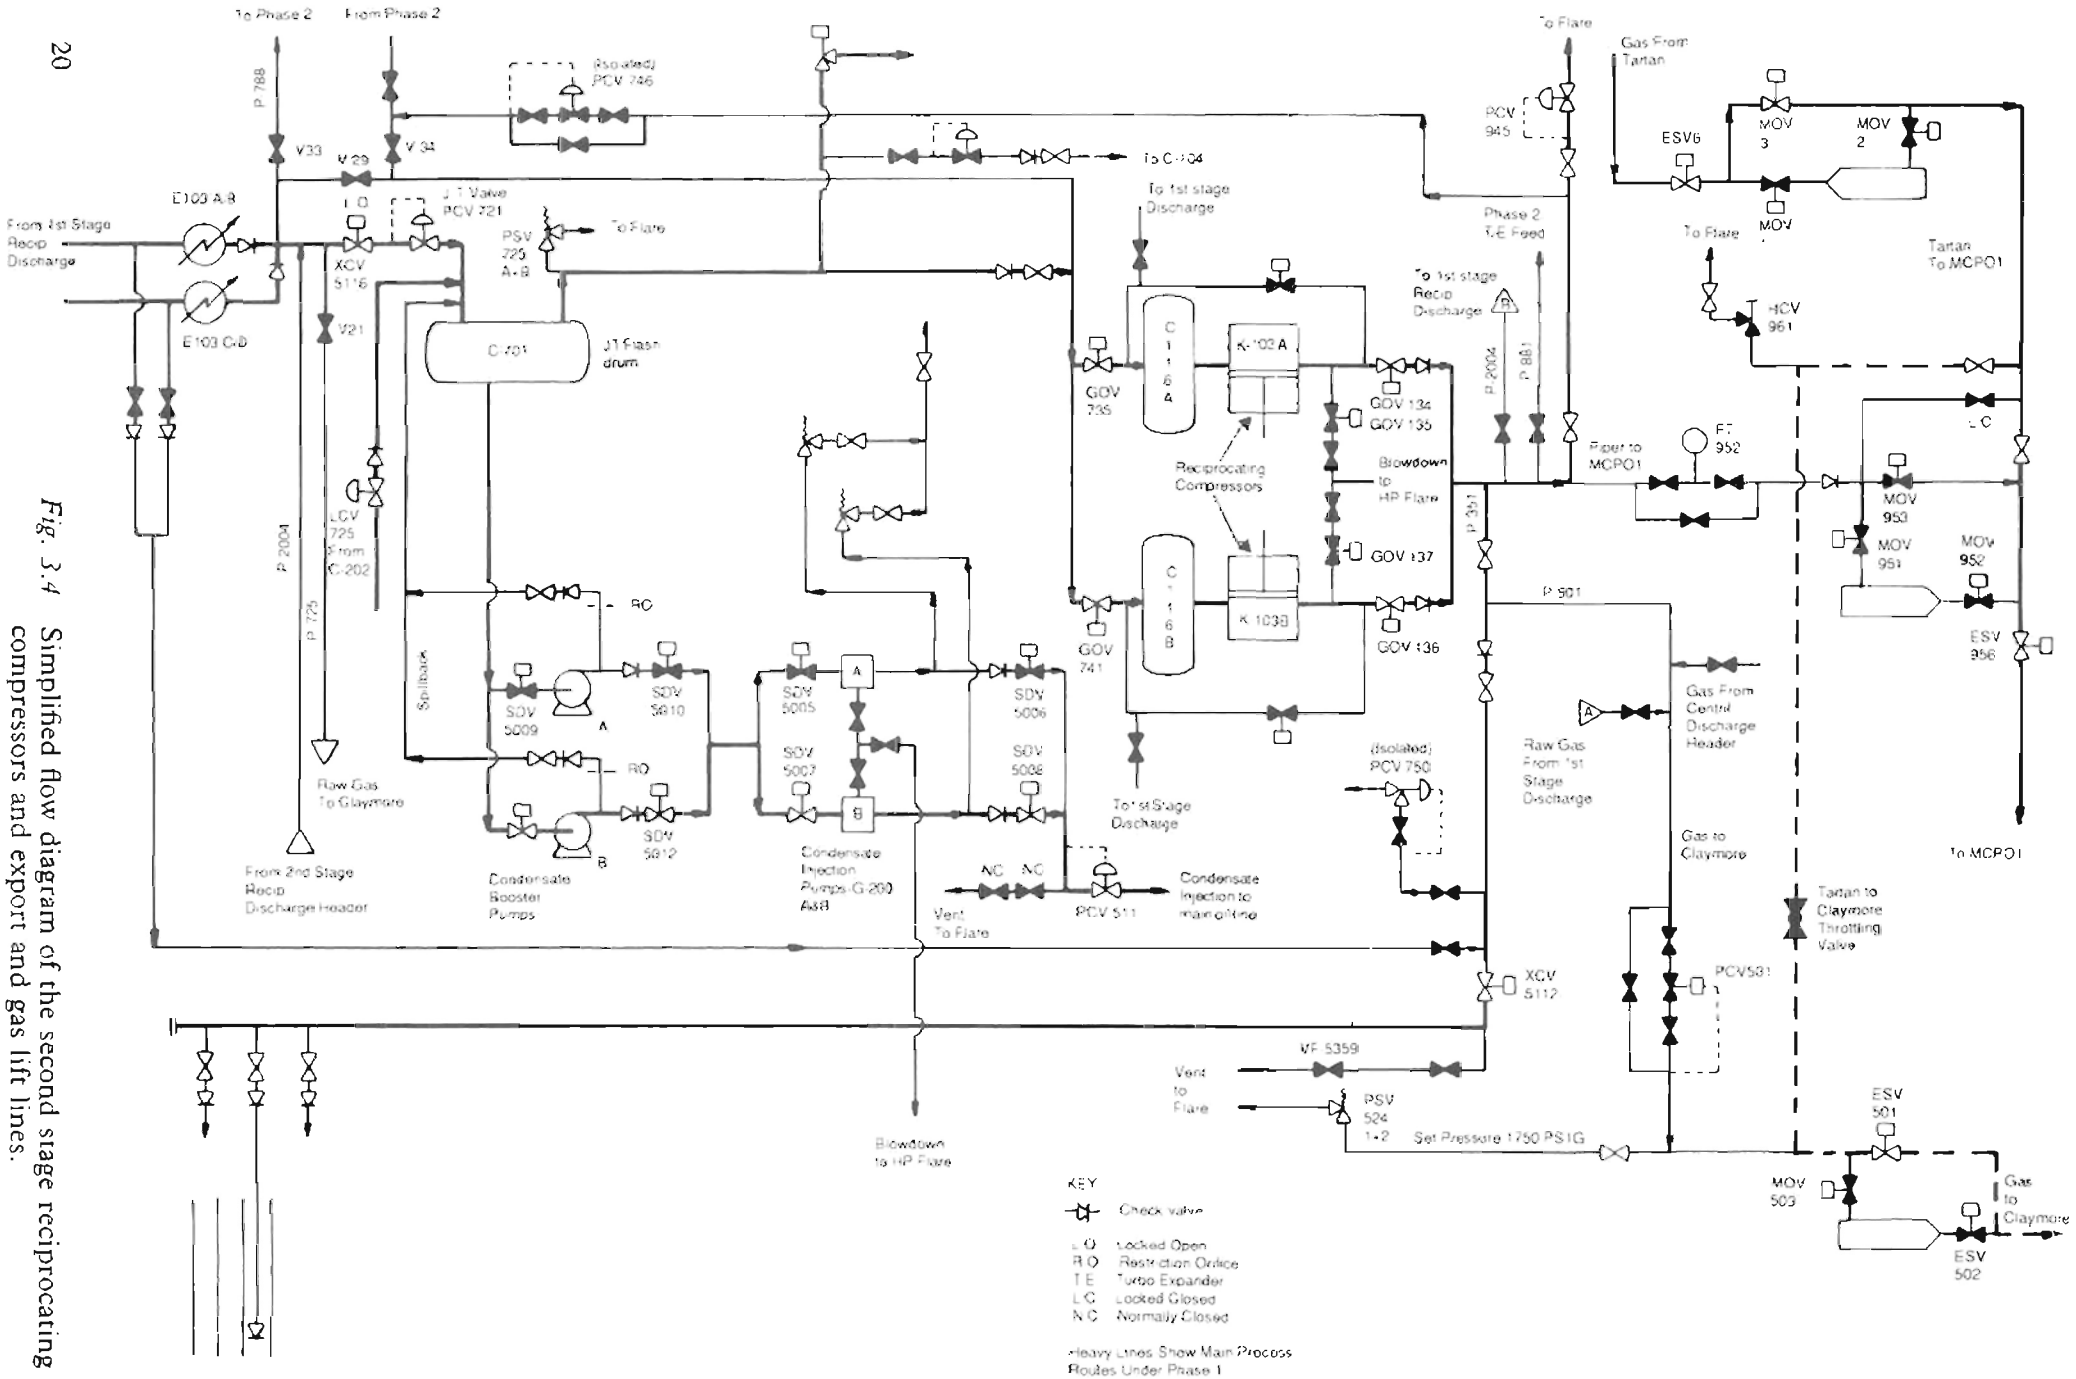 20
Fig. 3.4 Simplified flow diagram of the second stage reciprocating
compressors and export and gas lift lines.
To Phase 2
From Phase 2
P 788
V33
V 29
V 34
L O
(Isolated)
PCV 746
J T Valve
PCV 721
E103 A-B
From 1st Stage
Recip
Discharge
XCV
5116
E103 C-D
V21
PSV
725
A+B
To Flare
C-701
JT Flash
drum
LCV
725
From
C-202
P 2004
P 725
Spillback
Raw Gas
To Claymore
From 2nd Stage
Recip
Discharge Header
RO
SDV
5009
SDV
5010
A
RO
SDV
5012
B
Condensate
Booster
Pumps
SDV
5005
A
SDV
5006
SDV
5007
B
SDV
5008
Condensate
Injection
Pumps-G-200
A&B
NC
NC
Vent
To Flare
PCV 511
Condensate
Injection to
main oil line
To C-104
To 1st stage
Discharge
GOV
735
C
1
1
6
A
K-103A
GOV 134
GOV 135
Reciprocating
Compressors
Blowdown
to
HP Flare
GOV 137
C
1
1
6
B
K 103B
GOV
741
GOV 136
To 1st Stage
Discharge
To Flare
PCV
945
Phase 2
T.E Feed
To 1st stage
Recip
Discharge
B
P-2004
P 881
P 351
Piper to
MCPO1
FT
952
P 901
Gas From
Tartan
ESV6
MOV
3
MOV
2
MOV
To Flare
HCV
961
Tartan
To MCPO1
L C
MOV
953
MOV
951
MOV
952
ESV
956
To MCPO1
Gas From
Central
Discharge
Header
A
Raw Gas
From 1st
Stage
Discharge
(Isolated)
PCV 750
Gas to
Claymore
Tartan to
Claymore
Throttling
Valve
PCV501
XCV
5112
Vent
to
Flare
VF 5359
PSV
524
1+2
Set Pressure 1750 PSIG
ESV
501
MOV
503
Gas
to
Claymore
ESV
502
Blowdown
to HP Flare
KEY
Check valve
L O Locked Open
R O Restriction Orifice
T E Turbo Expander
L C Locked Closed
N C Normally Closed
Heavy Lines Show Main Process
Routes Under Phase 1